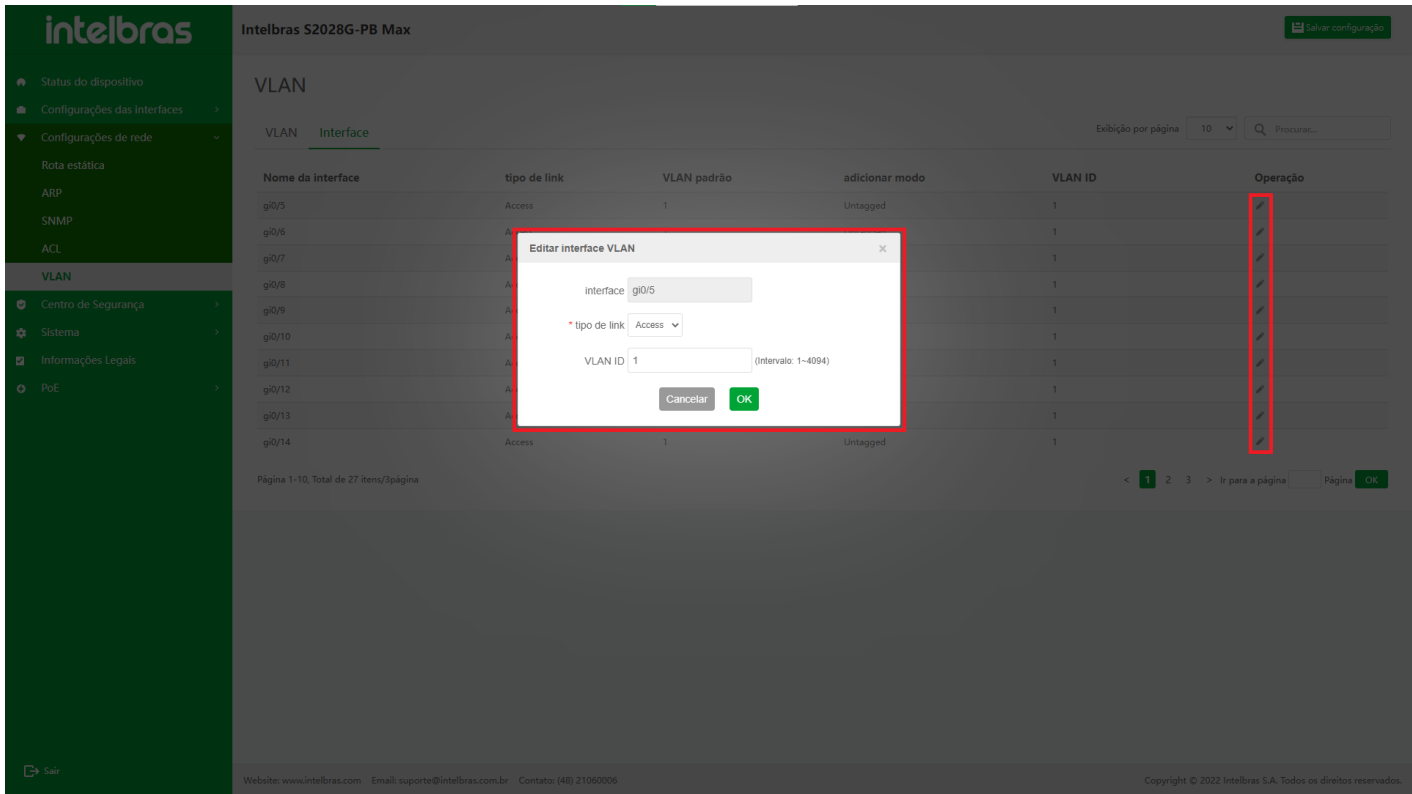 intelbras
Intelbras S2028G-PB Max
Salvar configuração
Status do dispositivo
Configurações das interfaces
Configurações de rede
Rota estática
ARP
SNMP
ACL
VLAN
Centro de Segurança
Sistema
Informações Legais
PoE
Sair
VLAN
VLAN Interface
Exibição por página 10 Procurar...
Nome da interface tipo de link VLAN padrão adicionar modo VLAN ID Operação
gi0/5 Access 1 Untagged 1
gi0/6 1
gi0/7 1
gi0/8 1
gi0/9 1
gi0/10 1
gi0/11 1
gi0/12 1
gi0/13 1
gi0/14 Access 1 Untagged 1
Editar interface VLAN ×
interface gi0/5
* tipo de link Access
VLAN ID 1 (Intervalo: 1~4094)
Cancelar OK
Página 1-10, Total de 27 itens/3página
< 1 2 3 > Ir para a página Página OK
Website: www.intelbras.com Email: suporte@intelbras.com.br Contato: (48) 21060006
Copyright © 2022 Intelbras S.A. Todos os direitos reservados.